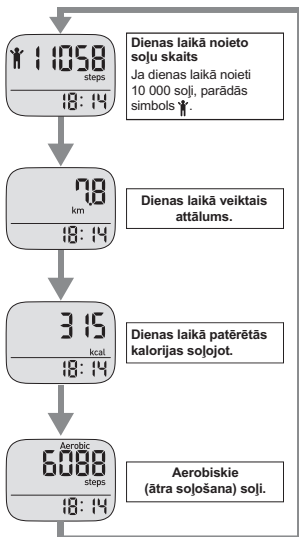 11058
steps
18:14
Dienas laikā noieto
soļu skaits
Ja dienas laikā noieti
10 000 soļi, parādās
simbols .
7.8
km
18:14
Dienas laikā veiktais
attālums.
315
kcal
18:14
Dienas laikā patērētās
kalorijas soļojot.
Aerobic
6088
steps
18:14
Aerobiskie
(ātra soļošana) soļi.